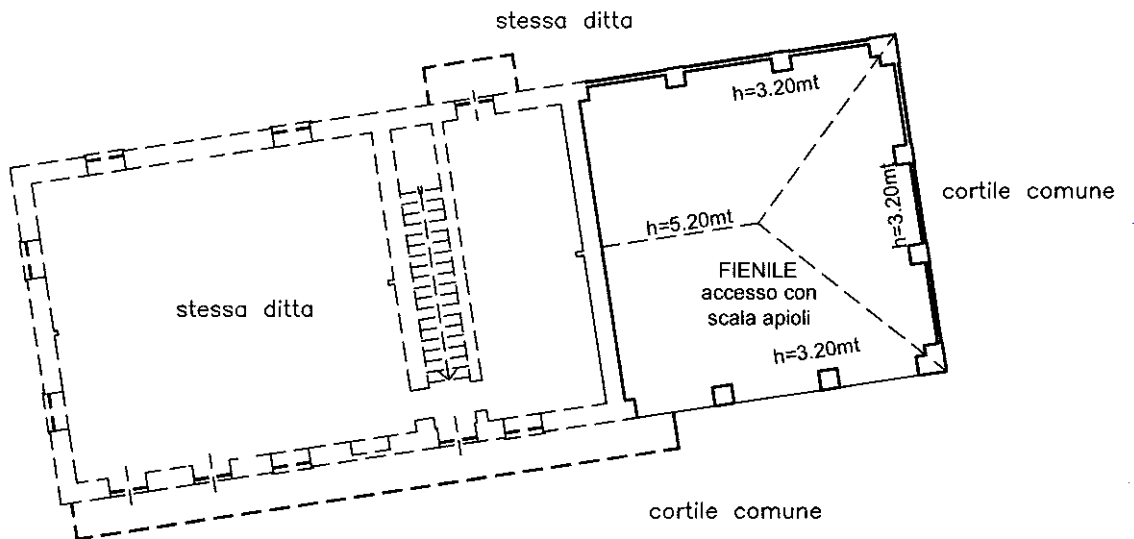 stessa ditta
h=3.20mt
cortile comune
h=3.20mt
h=5.20mt
FIENILE
accesso con
scala apioli
stessa ditta
h=3.20mt
cortile comune